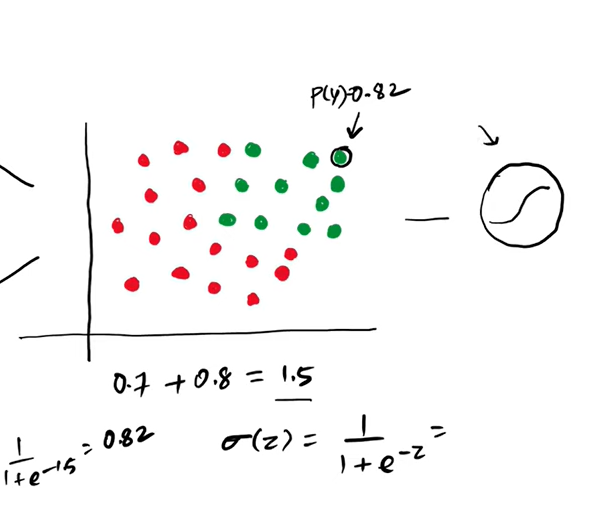 P(y)=0.82
0.7 + 0.8 = 1.5
1/(1+e^-1.5) = 0.82
σ(z) = 1/(1+e^-z) =